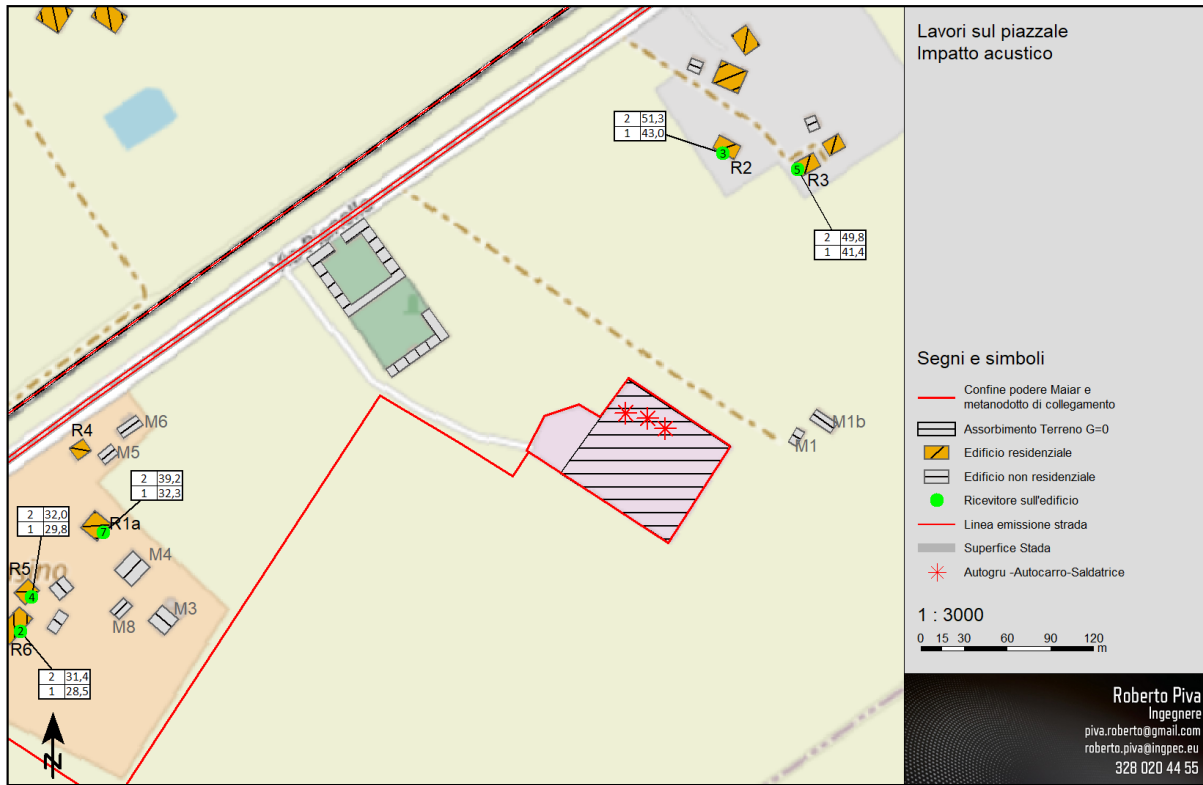 Lavori sul piazzale
Impatto acustico
2 51,3
1 43,0
3
R2
5
R3
2 49,8
1 41,4
M1b
M1
M6
R4
M5
2 39,2
1 32,3
2 32,0
1 29,8
R1a
7
M4
R5
sino
4
M3
M8
2
R6
2 31,4
1 28,5
N
Segni e simboli
Confine podere Maiar e
metanodotto di collegamento
Assorbimento Terreno G=0
Edificio residenziale
Edificio non residenziale
Ricevitore sull'edificio
Linea emissione strada
Superfice Stada
Autogru -Autocarro-Saldatrice
1 : 3000
0 15 30 60 90 120
m
Roberto Piva
Ingegnere
piva.roberto@gmail.com
roberto.piva@ingpec.eu
328 020 44 55